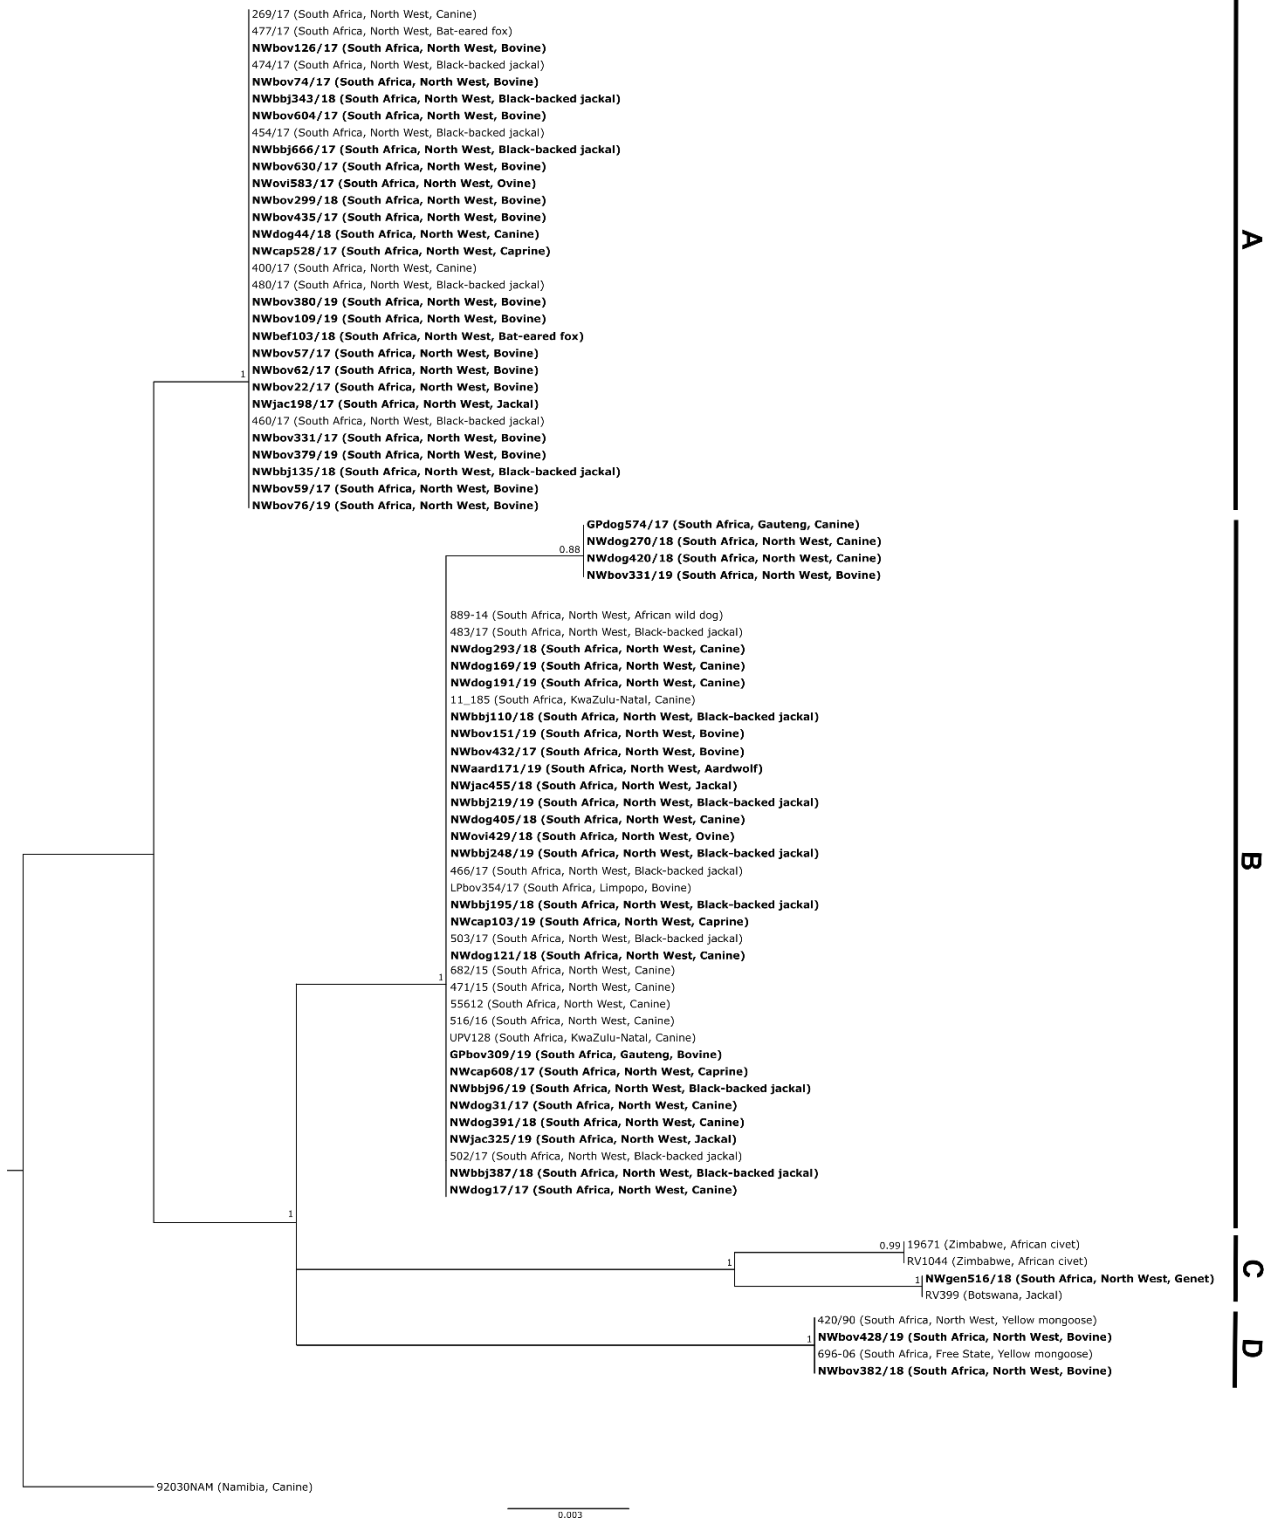 269/17 (South Africa, North West, Canine)
477/17 (South Africa, North West, Bat-eared fox)
NWbov126/17 (South Africa, North West, Bovine)
474/17 (South Africa, North West, Black-backed jackal)
NWbov74/17 (South Africa, North West, Bovine)
NWbbj343/18 (South Africa, North West, Black-backed jackal)
NWbov604/17 (South Africa, North West, Bovine)
454/17 (South Africa, North West, Black-backed jackal)
NWbbj666/17 (South Africa, North West, Black-backed jackal)
NWbov630/17 (South Africa, North West, Bovine)
NWovi583/17 (South Africa, North West, Ovine)
NWbov299/18 (South Africa, North West, Bovine)
NWbov435/17 (South Africa, North West, Bovine)
NWdog44/18 (South Africa, North West, Canine)
A
NWcap528/17 (South Africa, North West, Caprine)
400/17 (South Africa, North West, Canine)
480/17 (South Africa, North West, Black-backed jackal)
NWbov380/19 (South Africa, North West, Bovine)
NWbov109/19 (South Africa, North West, Bovine)
NWbef103/18 (South Africa, North West, Bat-eared fox)
NWbov57/17 (South Africa, North West, Bovine)
NWbov62/17 (South Africa, North West, Bovine)
1
NWbov22/17 (South Africa, North West, Bovine)
NWjac198/17 (South Africa, North West, Jackal)
460/17 (South Africa, North West, Black-backed jackal)
NWbov331/17 (South Africa, North West, Bovine)
NWbov379/19 (South Africa, North West, Bovine)
NWbbj135/18 (South Africa, North West, Black-backed jackal)
NWbov59/17 (South Africa, North West, Bovine)
NWbov76/19 (South Africa, North West, Bovine)
GPdog574/17 (South Africa, Gauteng, Canine)
NWdog270/18 (South Africa, North West, Canine)
0.88
NWdog420/18 (South Africa, North West, Canine)
NWbov331/19 (South Africa, North West, Bovine)
889-14 (South Africa, North West, African wild dog)
483/17 (South Africa, North West, Black-backed jackal)
NWdog293/18 (South Africa, North West, Canine)
NWdog169/19 (South Africa, North West, Canine)
NWdog191/19 (South Africa, North West, Canine)
11_185 (South Africa, KwaZulu-Natal, Canine)
NWbbj110/18 (South Africa, North West, Black-backed jackal)
NWbov151/19 (South Africa, North West, Bovine)
NWbov432/17 (South Africa, North West, Bovine)
NWaard171/19 (South Africa, North West, Aardwolf)
NWjac455/18 (South Africa, North West, Jackal)
NWbbj219/19 (South Africa, North West, Black-backed jackal)
NWdog405/18 (South Africa, North West, Canine)
NWovi429/18 (South Africa, North West, Ovine)
NWbbj248/19 (South Africa, North West, Black-backed jackal)
B
466/17 (South Africa, North West, Black-backed jackal)
LPbov354/17 (South Africa, Limpopo, Bovine)
NWbbj195/18 (South Africa, North West, Black-backed jackal)
NWcap103/19 (South Africa, North West, Caprine)
503/17 (South Africa, North West, Black-backed jackal)
NWdog121/18 (South Africa, North West, Canine)
682/15 (South Africa, North West, Canine)
1
471/15 (South Africa, North West, Canine)
55612 (South Africa, North West, Canine)
516/16 (South Africa, North West, Canine)
UPV128 (South Africa, KwaZulu-Natal, Canine)
GPbov309/19 (South Africa, Gauteng, Bovine)
NWcap608/17 (South Africa, North West, Caprine)
NWbbj96/19 (South Africa, North West, Black-backed jackal)
NWdog31/17 (South Africa, North West, Canine)
NWdog391/18 (South Africa, North West, Canine)
NWjac325/19 (South Africa, North West, Jackal)
502/17 (South Africa, North West, Black-backed jackal)
NWbbj387/18 (South Africa, North West, Black-backed jackal)
NWdog17/17 (South Africa, North West, Canine)
1
0.99
19671 (Zimbabwe, African civet)
RV1044 (Zimbabwe, African civet)
1
C
1
NWgen516/18 (South Africa, North West, Genet)
RV399 (Botswana, Jackal)
420/90 (South Africa, North West, Yellow mongoose)
1
NWbov428/19 (South Africa, North West, Bovine)
D
696-06 (South Africa, Free State, Yellow mongoose)
NWbov382/18 (South Africa, North West, Bovine)
92030NAM (Namibia, Canine)
0.003